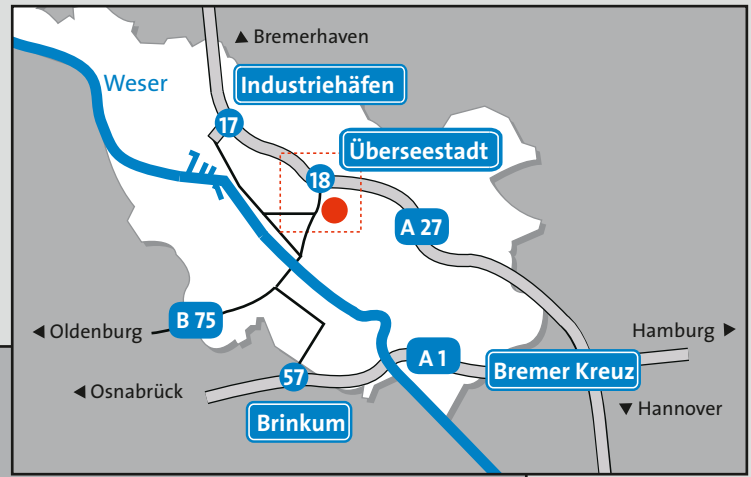 ▲ Bremerhaven
Weser
Industriehäfen
17
Überseestadt
18
A 27
B 75
◄ Oldenburg
Hamburg ►
A 1
Bremer Kreuz
57
◄ Osnabrück
▼ Hannover
Brinkum